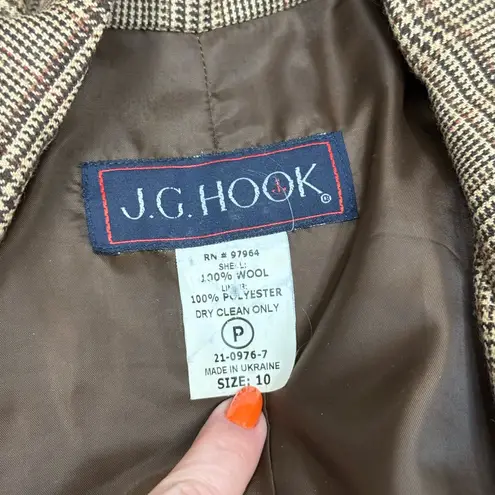 J.G. HOOK ®
RN # 97964
SHELL:
100% WOOL
LINER:
100% POLYESTER
DRY CLEAN ONLY
P
21-0976-7
MADE IN UKRAINE
SIZE: 10